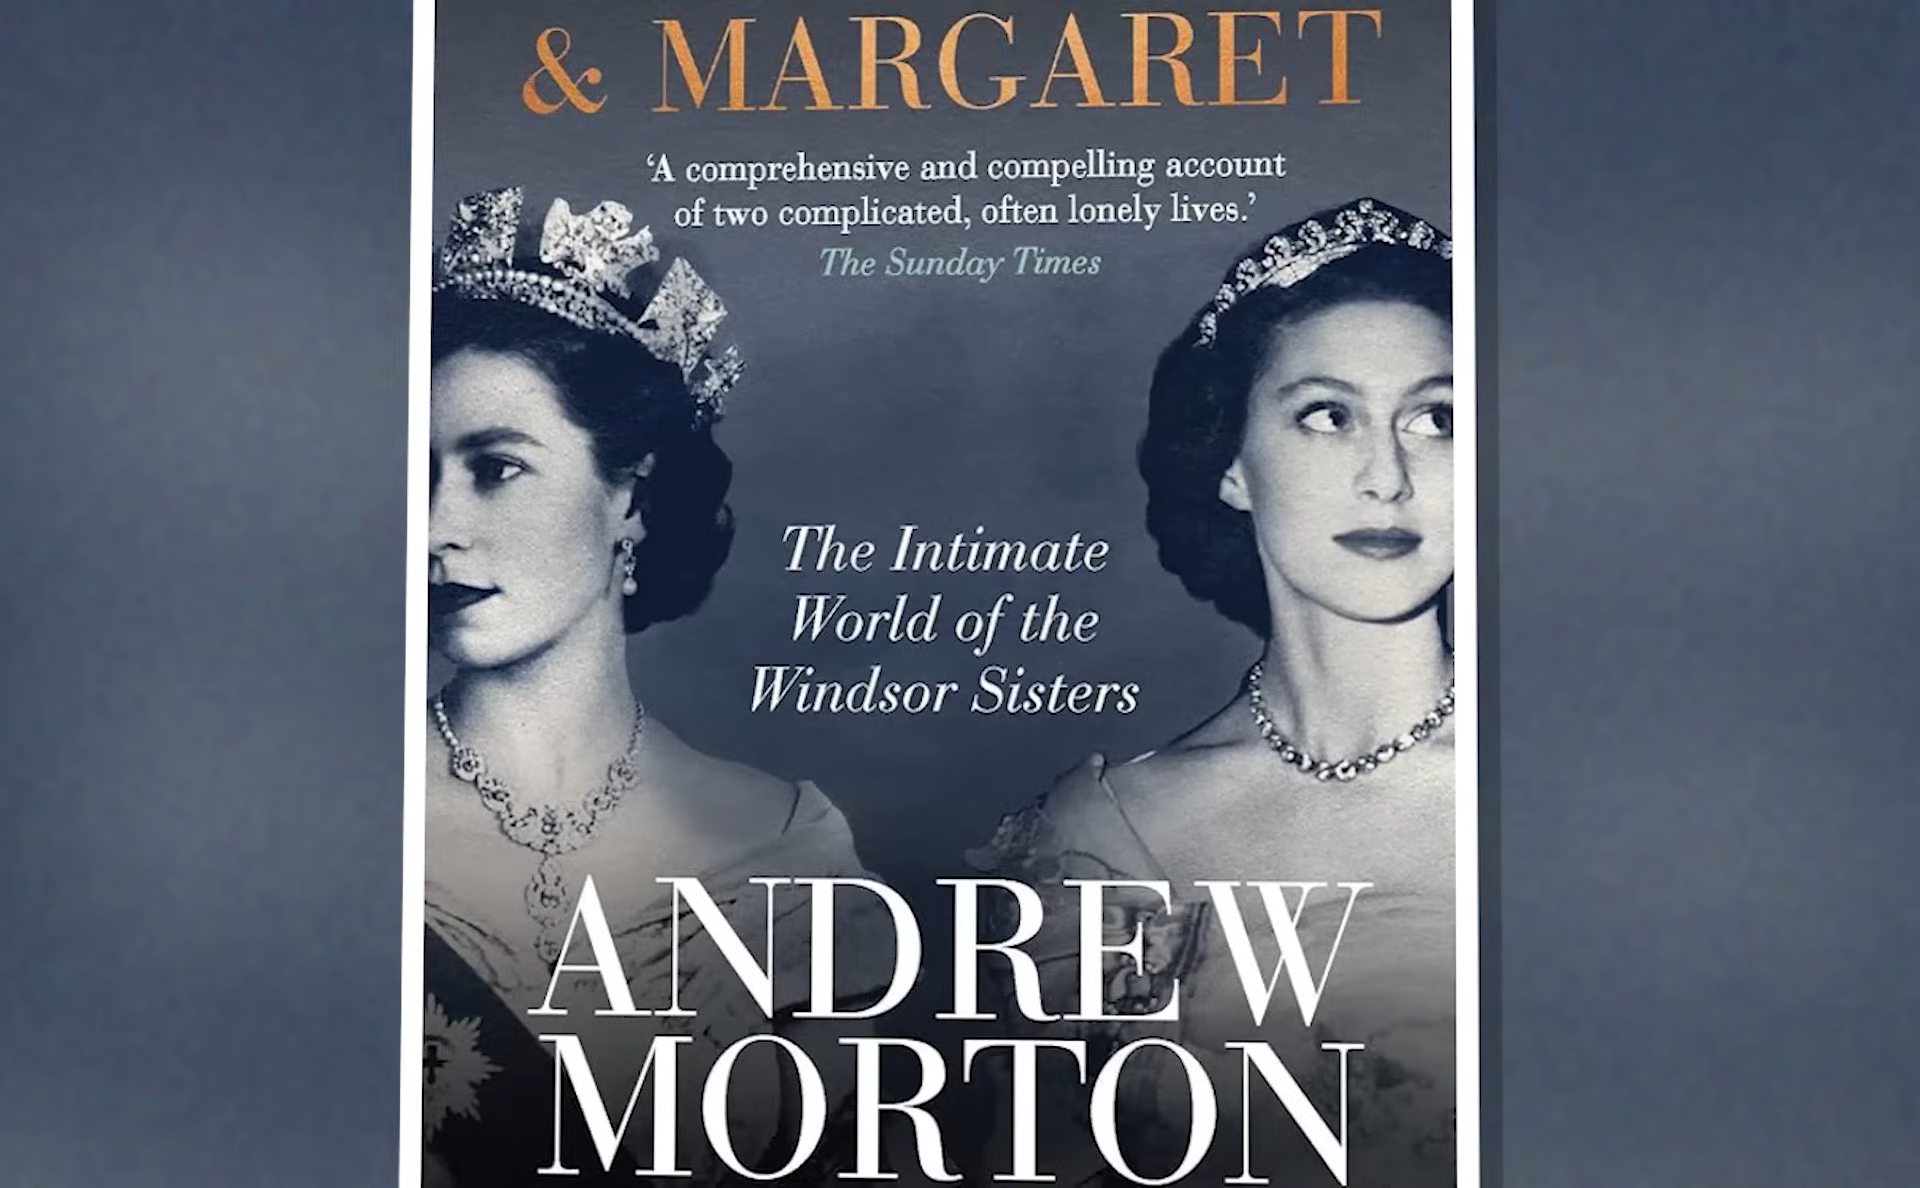 & MARGARET
‘A comprehensive and compelling account
of two complicated, often lonely lives.’
The Sunday Times
The Intimate
World of the
Windsor Sisters
ANDREW
MORTON